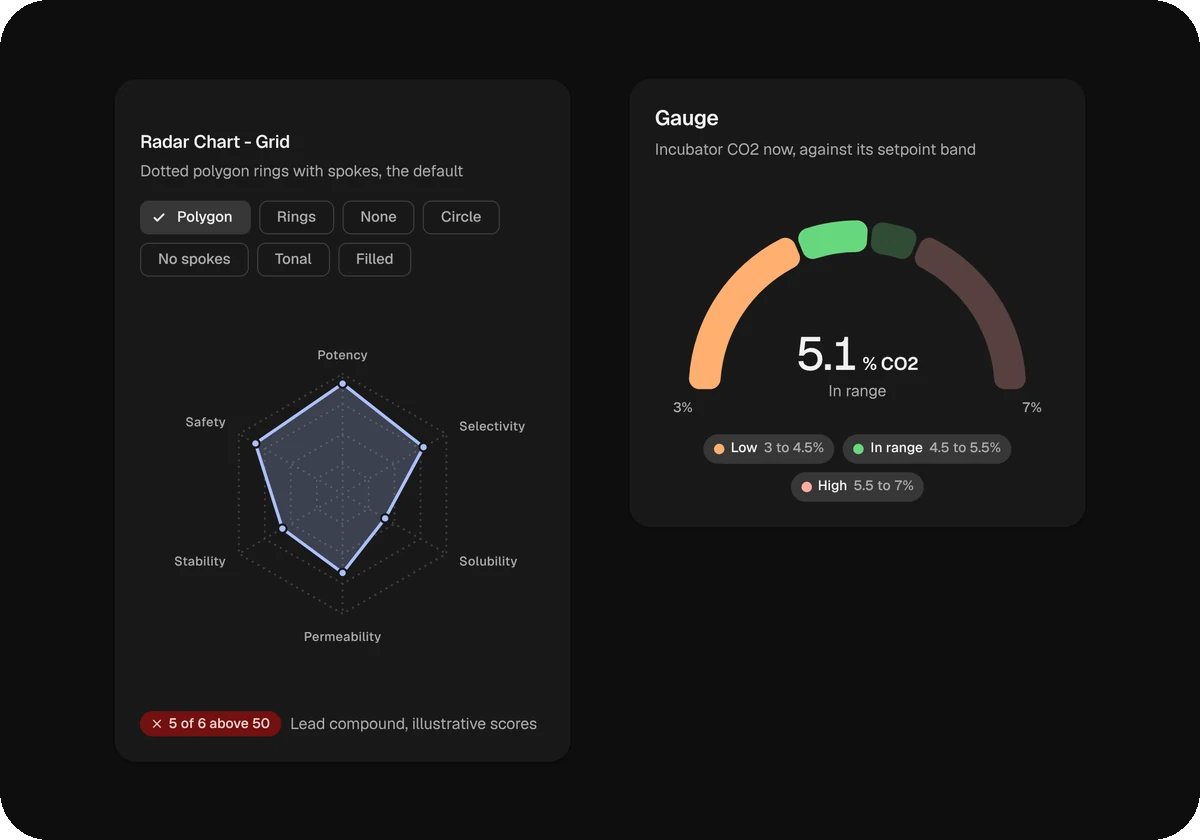 Radar Chart - Grid
Dotted polygon rings with spokes, the default
Polygon
Rings
None
Circle
No spokes
Tonal
Filled
Potency
Safety
Selectivity
Stability
Solubility
Permeability
5 of 6 above 50
Lead compound, illustrative scores
Gauge
Incubator CO2 now, against its setpoint band
5.1 % CO2
In range
3%
7%
Low 3 to 4.5%
In range 4.5 to 5.5%
High 5.5 to 7%